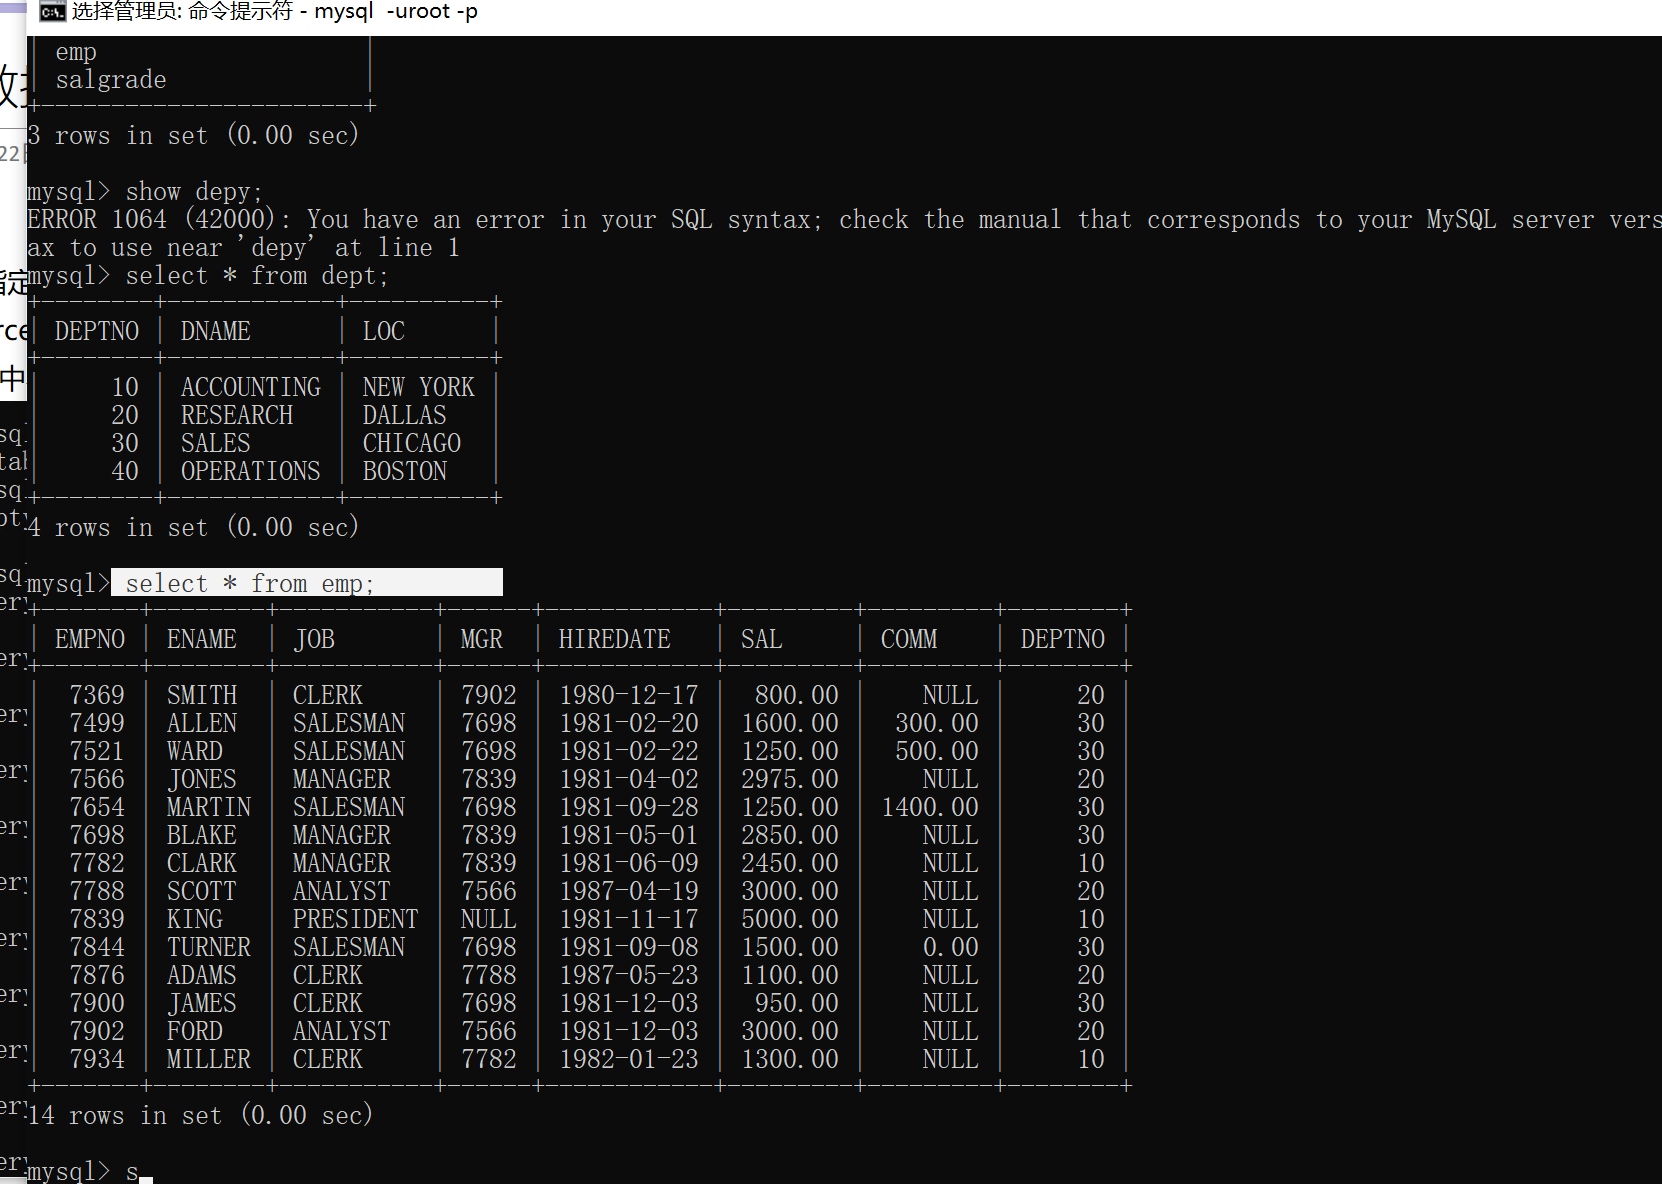 选择管理员: 命令提示符 - mysql  -uroot -p
| emp                   |
| salgrade              |
+-----------------------+
3 rows in set (0.00 sec)
mysql> show depy;
ERROR 1064 (42000): You have an error in your SQL syntax; check the manual that corresponds to your MySQL server vers
ax to use near 'depy' at line 1
mysql> select * from dept;
+--------+------------+----------+
| DEPTNO | DNAME      | LOC      |
+--------+------------+----------+
|     10 | ACCOUNTING | NEW YORK |
|     20 | RESEARCH   | DALLAS   |
|     30 | SALES      | CHICAGO  |
|     40 | OPERATIONS | BOSTON   |
+--------+------------+----------+
4 rows in set (0.00 sec)
mysql> select * from emp;
+-------+--------+-----------+------+------------+---------+---------+--------+
| EMPNO | ENAME  | JOB       | MGR  | HIREDATE   | SAL     | COMM    | DEPTNO |
+-------+--------+-----------+------+------------+---------+---------+--------+
|  7369 | SMITH  | CLERK     | 7902 | 1980-12-17 |  800.00 |    NULL |     20 |
|  7499 | ALLEN  | SALESMAN  | 7698 | 1981-02-20 | 1600.00 |  300.00 |     30 |
|  7521 | WARD   | SALESMAN  | 7698 | 1981-02-22 | 1250.00 |  500.00 |     30 |
|  7566 | JONES  | MANAGER   | 7839 | 1981-04-02 | 2975.00 |    NULL |     20 |
|  7654 | MARTIN | SALESMAN  | 7698 | 1981-09-28 | 1250.00 | 1400.00 |     30 |
|  7698 | BLAKE  | MANAGER   | 7839 | 1981-05-01 | 2850.00 |    NULL |     30 |
|  7782 | CLARK  | MANAGER   | 7839 | 1981-06-09 | 2450.00 |    NULL |     10 |
|  7788 | SCOTT  | ANALYST   | 7566 | 1987-04-19 | 3000.00 |    NULL |     20 |
|  7839 | KING   | PRESIDENT | NULL | 1981-11-17 | 5000.00 |    NULL |     10 |
|  7844 | TURNER | SALESMAN  | 7698 | 1981-09-08 | 1500.00 |    0.00 |     30 |
|  7876 | ADAMS  | CLERK     | 7788 | 1987-05-23 | 1100.00 |    NULL |     20 |
|  7900 | JAMES  | CLERK     | 7698 | 1981-12-03 |  950.00 |    NULL |     30 |
|  7902 | FORD   | ANALYST   | 7566 | 1981-12-03 | 3000.00 |    NULL |     20 |
|  7934 | MILLER | CLERK     | 7782 | 1982-01-23 | 1300.00 |    NULL |     10 |
+-------+--------+-----------+------+------------+---------+---------+--------+
14 rows in set (0.00 sec)
mysql> s